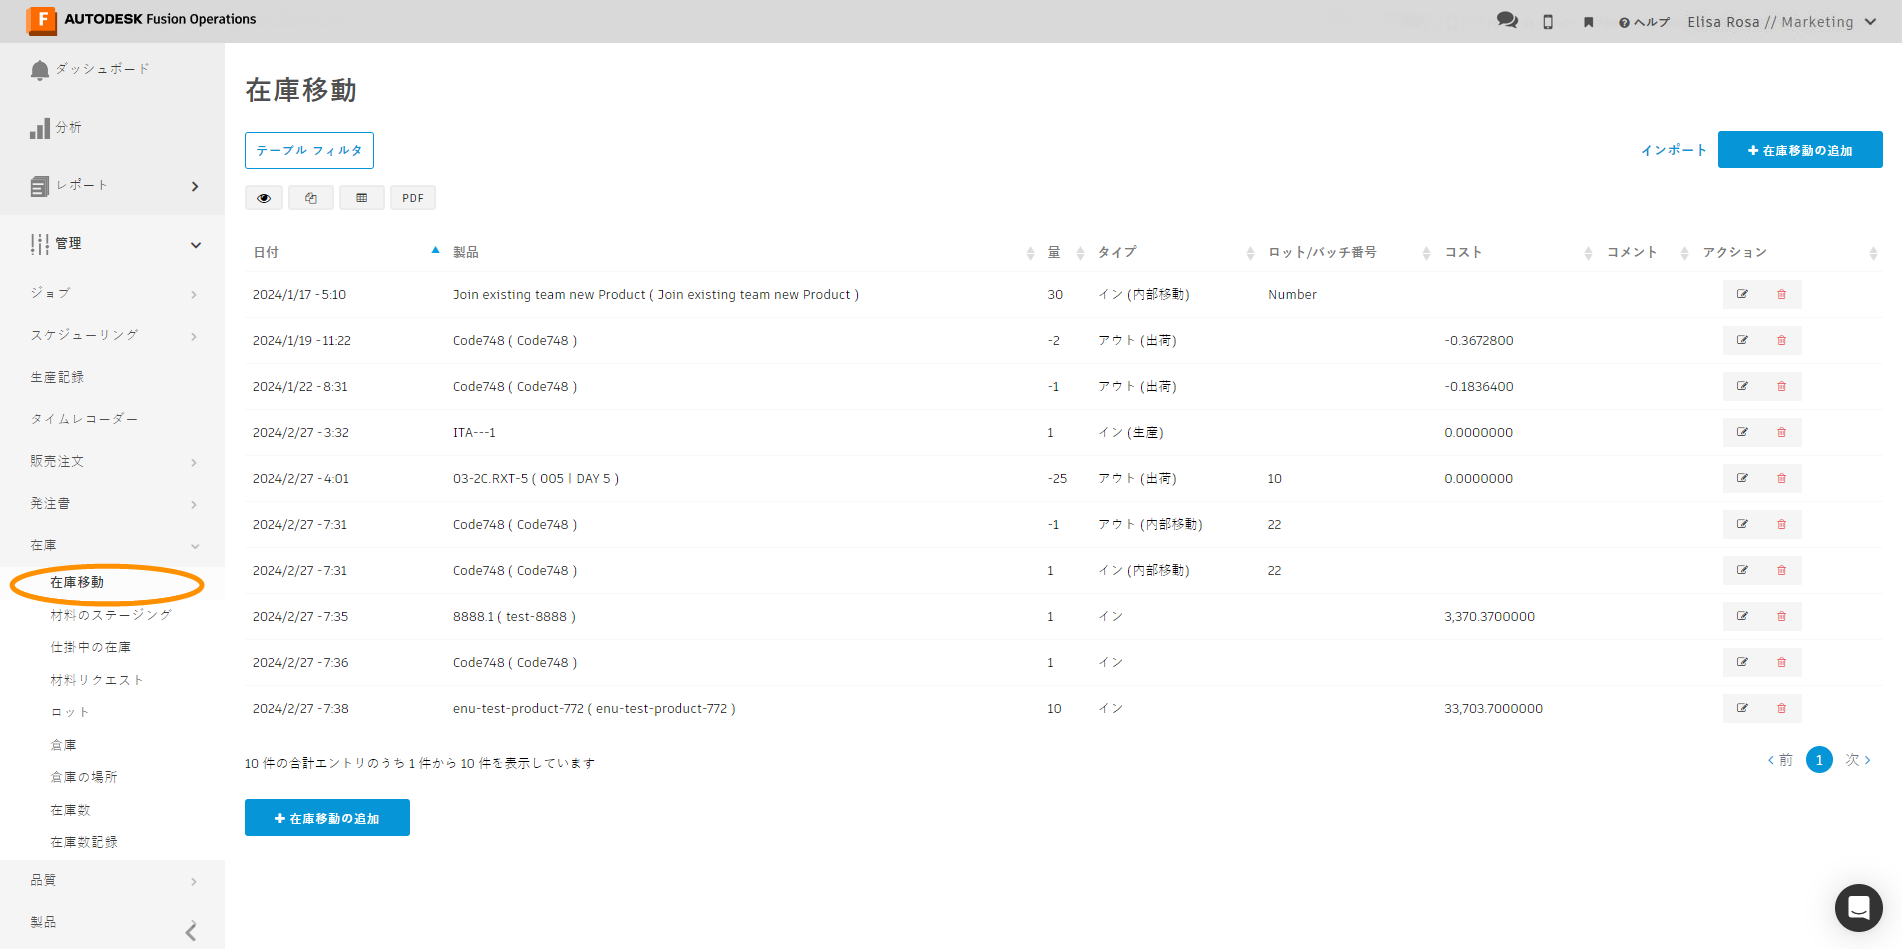 AUTODESK Fusion Operations
ヘルプ Elisa Rosa // Marketing
ダッシュボード
分析
レポート
管理
ジョブ
スケジューリング
生産記録
タイムレコーダー
販売注文
発注書
在庫
在庫移動
材料のステージング
仕掛中の在庫
材料リクエスト
ロット
倉庫
倉庫の場所
在庫数
在庫数記録
品質
製品
在庫移動
テーブル フィルタ
インポート
+ 在庫移動の追加
PDF
日付 製品 量 タイプ ロット/バッチ番号 コスト コメント アクション
2024/1/17 - 5:10 Join existing team new Product ( Join existing team new Product ) 30 イン (内部移動) Number
2024/1/19 - 11:22 Code748 ( Code748 ) -2 アウト (出荷) -0.3672800
2024/1/22 - 8:31 Code748 ( Code748 ) -1 アウト (出荷) -0.1836400
2024/2/27 - 3:32 ITA---1 1 イン (生産) 0.0000000
2024/2/27 - 4:01 03-2C.RXT-5 ( 005 | DAY 5 ) -25 アウト (出荷) 10 0.0000000
2024/2/27 - 7:31 Code748 ( Code748 ) -1 アウト (内部移動) 22
2024/2/27 - 7:31 Code748 ( Code748 ) 1 イン (内部移動) 22
2024/2/27 - 7:35 8888.1 ( test-8888 ) 1 イン 3,370.3700000
2024/2/27 - 7:36 Code748 ( Code748 ) 1 イン
2024/2/27 - 7:38 enu-test-product-772 ( enu-test-product-772 ) 10 イン 33,703.7000000
10 件の合計エントリのうち 1 件から 10 件を表示しています
前 1 次
+ 在庫移動の追加